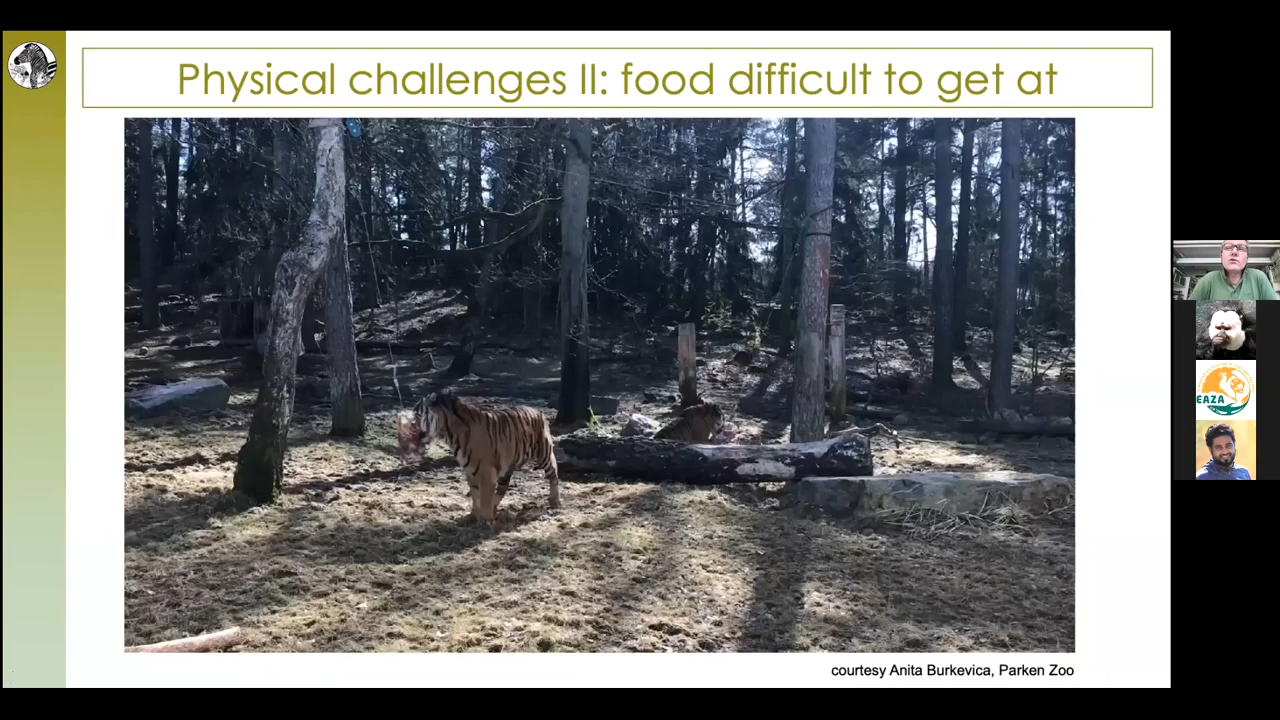 Physical challenges II: food difficult to get at
courtesy Anita Burkevica, Parken Zoo
EAZA